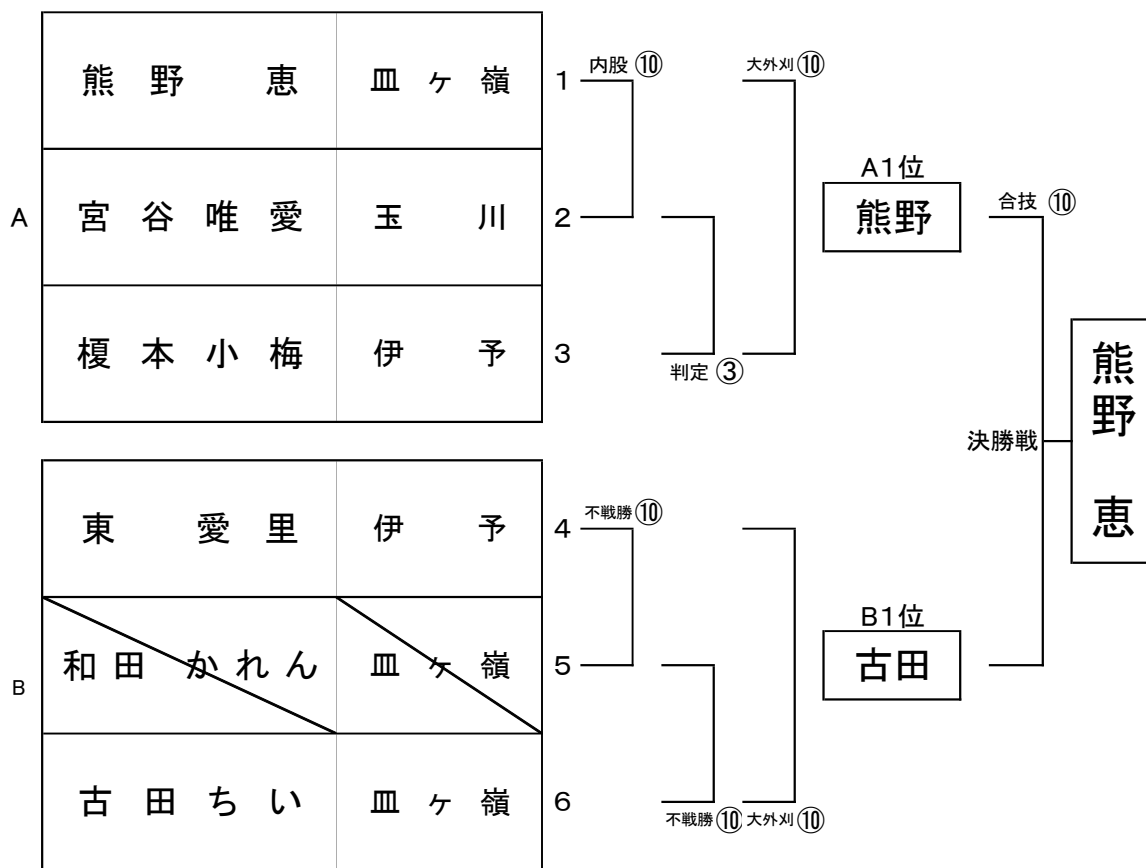 熊野 恵 皿ヶ嶺 1 内股 ⑩ 大外刈 ⑩
A1位
A 宮谷唯愛 玉川 2 熊野 合技 ⑩
榎本小梅 伊予 3 判定 ③
決勝戦 熊野 恵
東 愛里 伊予 4 不戦勝 ⑩
B1位
B 和田かれん 皿ヶ嶺 5 古田
古田ちい 皿ヶ嶺 6
不戦勝 ⑩ 大外刈 ⑩